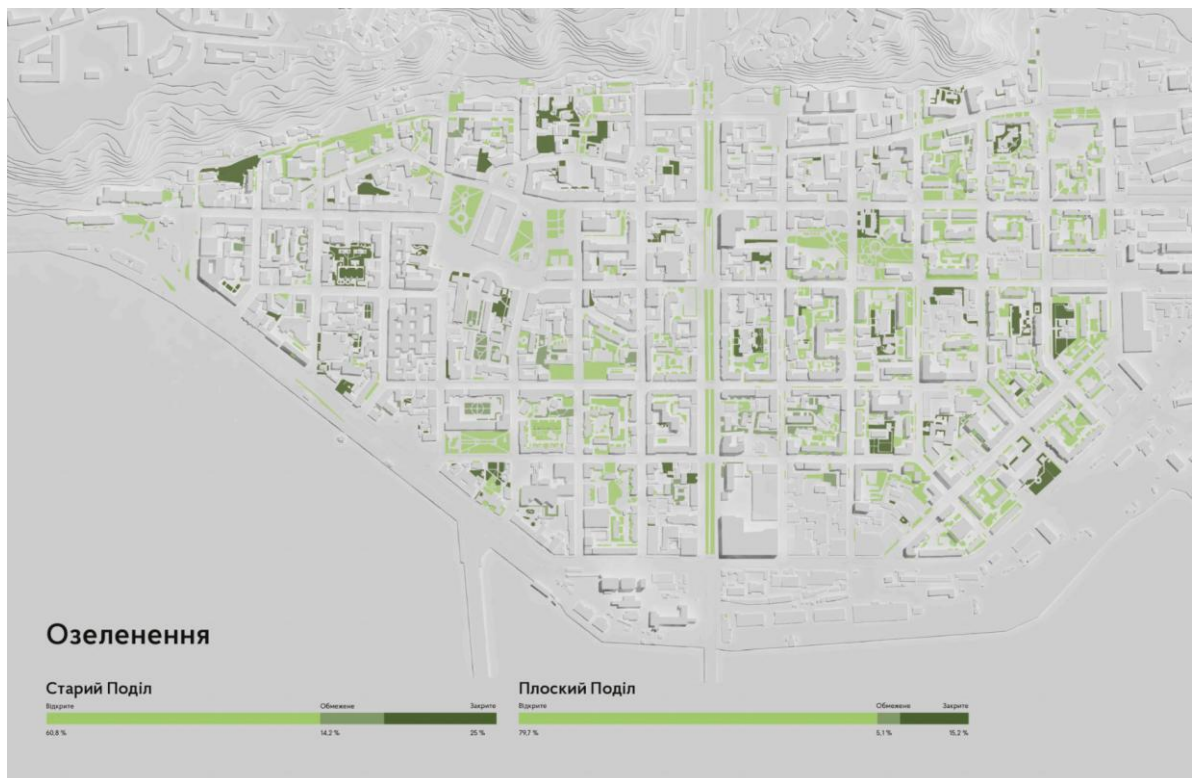 Озеленення
Старий Поділ
Відкрите Обмежене Закрите
60,8 % 14,2 % 25 %
Плоский Поділ
Відкрите Обмежене Закрите
79,7 % 5,1 % 15,2 %